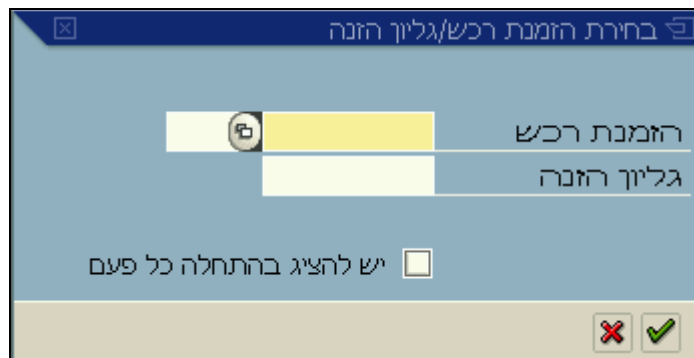 בחירת הזמנת רכש/גליון הזנה
הזמנת רכש
גליון הזנה
יש להציג בהתחלה כל פעם